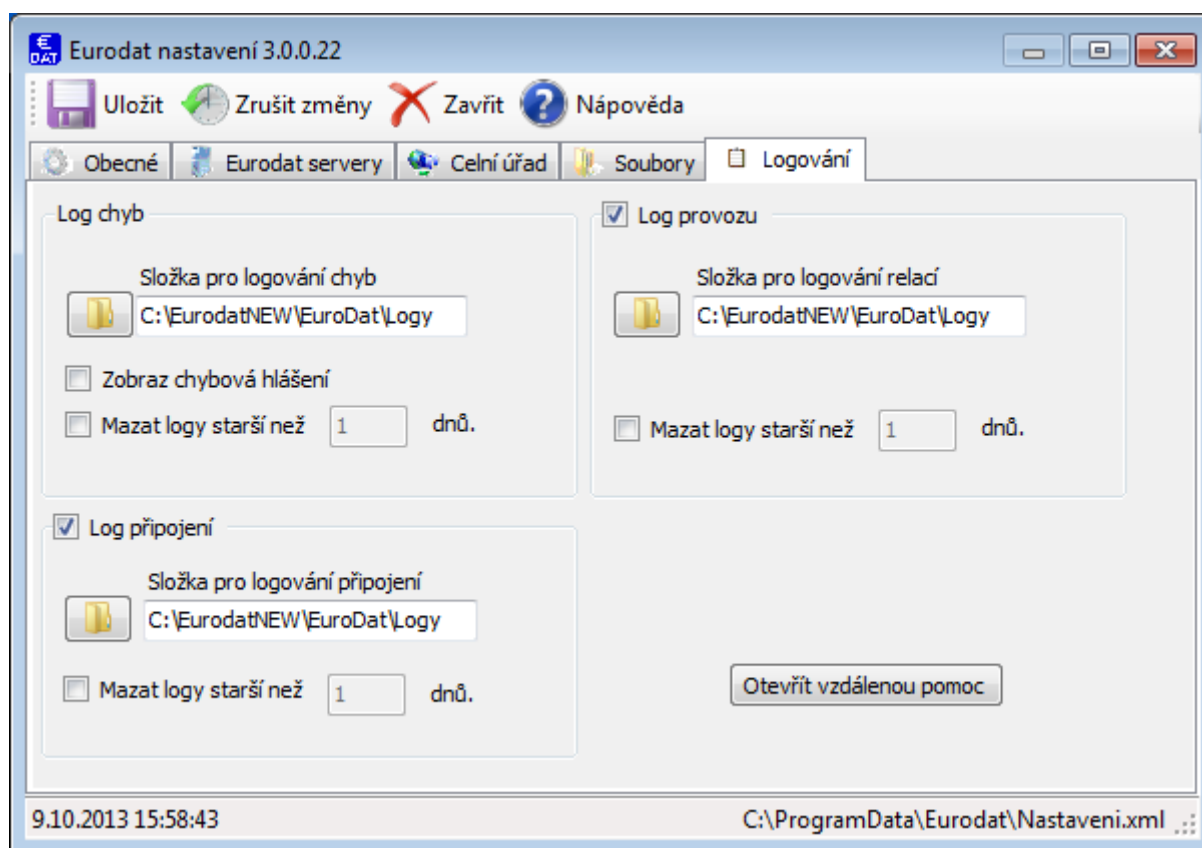 € DAT Eurodat nastavení 3.0.0.22
Uložit Zrušit změny Zavřit ? Nápověda
Obecné Eurodat servery Celní úřad Soubory Logování
Log chyb
Složka pro logování chyb
C:\EurodatNEW\EuroDat\Logy
Zobraz chybová hlášení
Mazat logy starší než 1 dnů.
Log provozu
Složka pro logování relací
C:\EurodatNEW\EuroDat\Logy
Mazat logy starší než 1 dnů.
Log připojení
Složka pro logování připojení
C:\EurodatNEW\EuroDat\Logy
Mazat logy starší než 1 dnů.
Otevřít vzdálenou pomoc
9.10.2013 15:58:43 C:\ProgramData\Eurodat\Nastaveni.xml